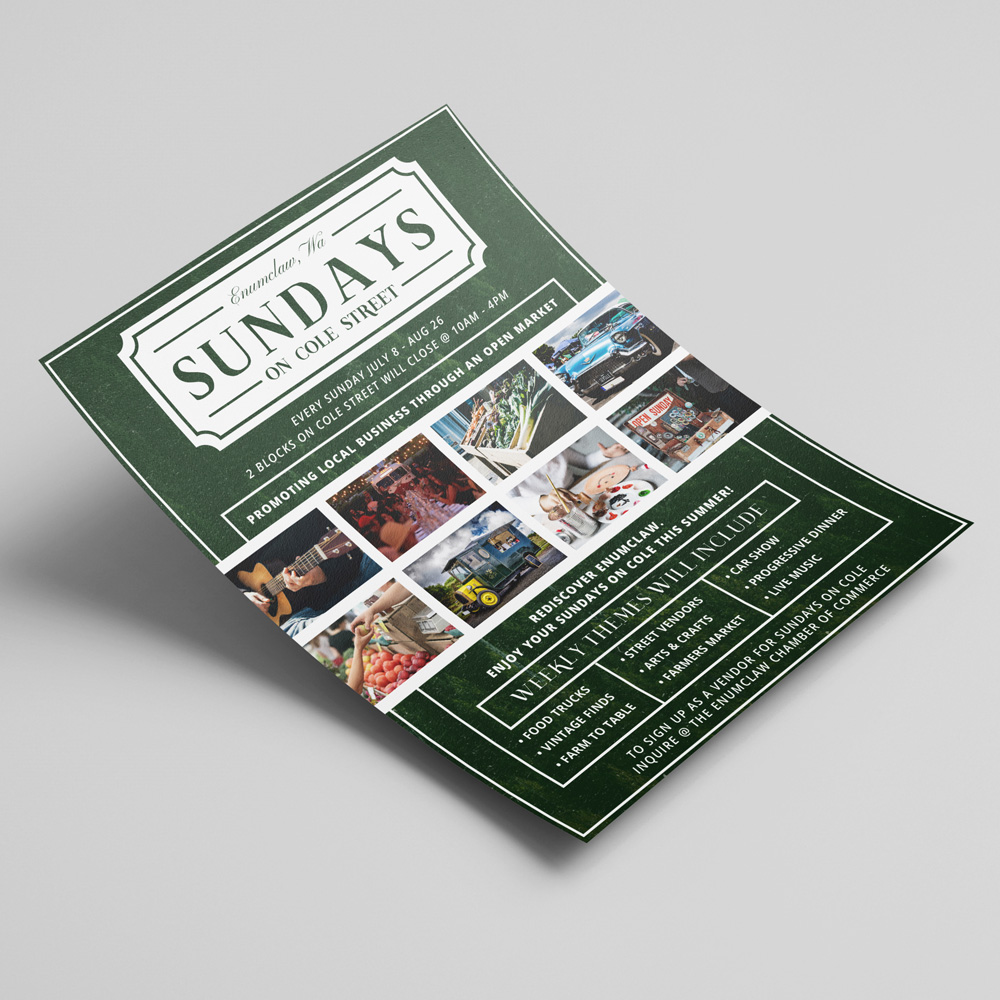 Enumclaw, Wa
SUNDAYS
ON COLE STREET
EVERY SUNDAY JULY 8 - AUG 26
2 BLOCKS ON COLE STREET WILL CLOSE @ 10AM - 4PM
PROMOTING LOCAL BUSINESS THROUGH AN OPEN MARKET
OPEN SUNDAY
REDISCOVER ENUMCLAW.
ENJOY YOUR SUNDAYS ON COLE THIS SUMMER!
WEEKLY THEMES WILL INCLUDE
• FOOD TRUCKS
• VINTAGE FINDS
• FARM TO TABLE
• STREET VENDORS
• ARTS & CRAFTS
• FARMERS MARKET
• CAR SHOW
• PROGRESSIVE DINNER
• LIVE MUSIC
TO SIGN UP AS A VENDOR FOR SUNDAYS ON COLE
INQUIRE @ THE ENUMCLAW CHAMBER OF COMMERCE